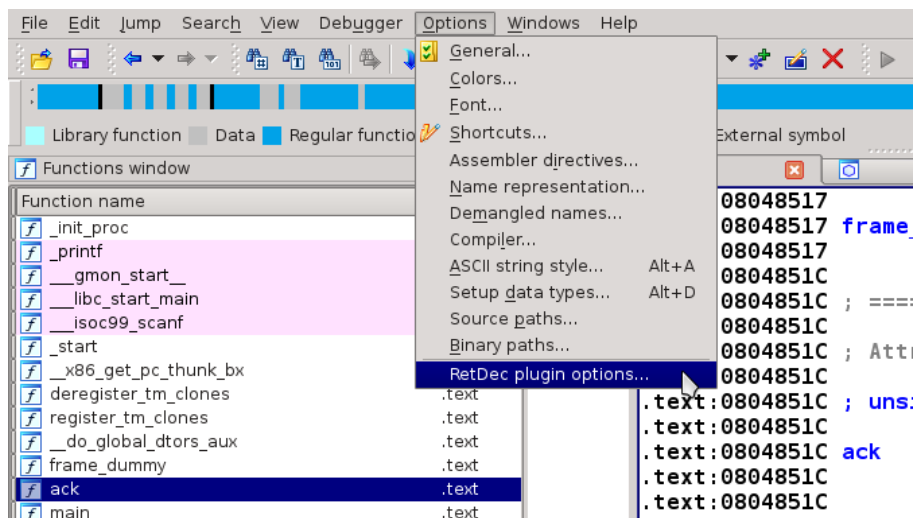 File Edit Jump Search View Debugger Options Windows Help
General...
Colors...
Font...
Shortcuts...
Assembler directives...
Name representation...
Demangled names...
Compiler...
ASCII string style... Alt+A
Setup data types... Alt+D
Source paths...
Binary paths...
RetDec plugin options...
Library function Data Regular functio External symbol
Functions window
Function name
_init_proc
_printf
___gmon_start__
___libc_start_main
___isoc99_scanf
_start
__x86_get_pc_thunk_bx
deregister_tm_clones .text
register_tm_clones .text
__do_global_dtors_aux .text
frame_dummy .text
ack .text
main .text
08048517
08048517 frame_
08048517
0804851C
0804851C ; ====
0804851C
0804851C ; Attr
0804851C
.text:0804851C ; unsi
.text:0804851C
.text:0804851C ack
.text:0804851C
.text:0804851C